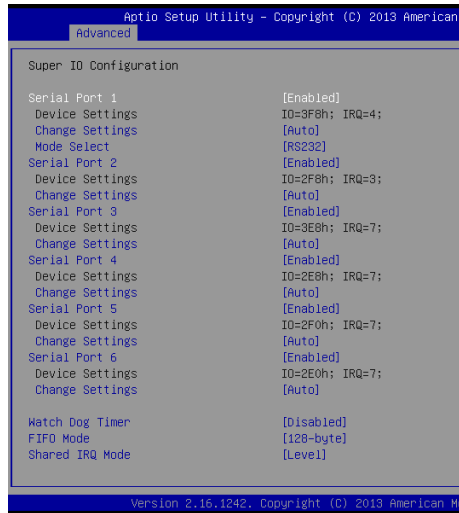 Aptio Setup Utility – Copyright (C) 2013 American
Advanced
Super IO Configuration
Serial Port 1 [Enabled]
Device Settings IO=3F8h; IRQ=4;
Change Settings [Auto]
Mode Select [RS232]
Serial Port 2 [Enabled]
Device Settings IO=2F8h; IRQ=3;
Change Settings [Auto]
Serial Port 3 [Enabled]
Device Settings IO=3E8h; IRQ=7;
Change Settings [Auto]
Serial Port 4 [Enabled]
Device Settings IO=2E8h; IRQ=7;
Change Settings [Auto]
Serial Port 5 [Enabled]
Device Settings IO=2F0h; IRQ=7;
Change Settings [Auto]
Serial Port 6 [Enabled]
Device Settings IO=2E0h; IRQ=7;
Change Settings [Auto]
Watch Dog Timer [Disabled]
FIFO Mode [128-byte]
Shared IRQ Mode [Level]
Version 2.16.1242. Copyright (C) 2013 American M